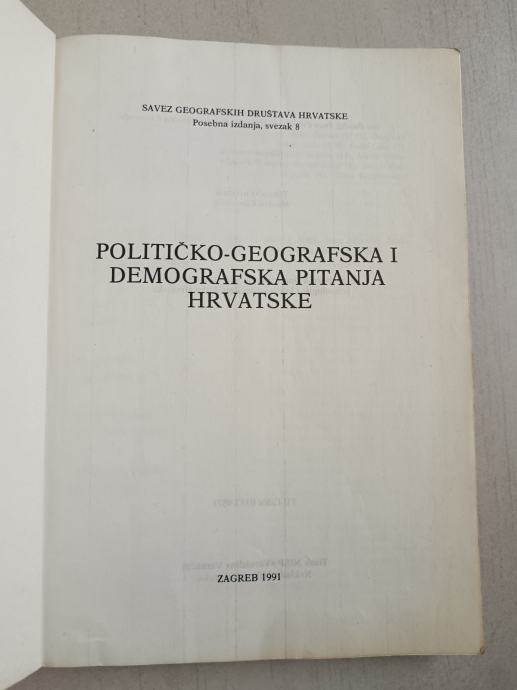 SAVEZ GEOGRAFSKIH DRUŠTAVA HRVATSKE
Posebna izdanja, svezak 8
POLITIČKO-GEOGRAFSKA I
DEMOGRAFSKA PITANJA
HRVATSKE
ZAGREB 1991